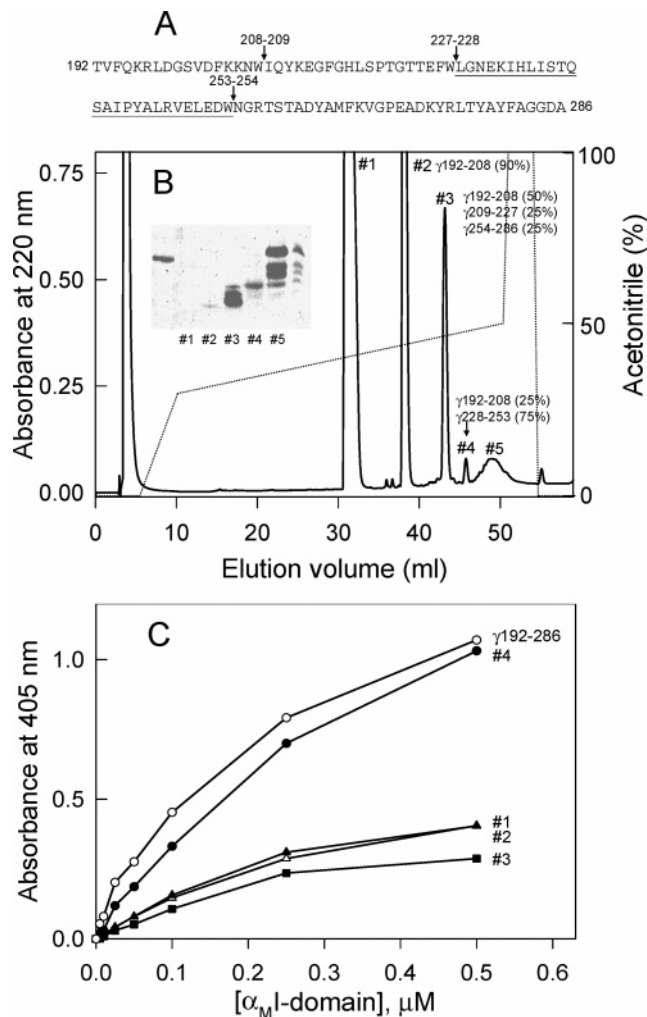 A
208-209
227-228
192 TVFQKRLDGSVDFKKNWIQYKEGFGHLSPTGTTEFWLGNEKIHLISTQ
253-254
SAIPYALRVELEDWNGRTSTADYAMFKVGPEADKYRLTYAYFAGGDA 286
B
#1
#2 γ192-208 (90%)
#3
γ192-208 (50%)
γ209-227 (25%)
γ254-286 (25%)
#1 #2 #3 #4 #5
γ192-208 (25%)
γ228-253 (75%)
#4 #5
0.75
0.50
0.25
0.00
Absorbance at 220 nm
100
50
0
Acetonitrile (%)
0 10 20 30 40 50
Elution volume (ml)
C
γ192-286
#4
#1
#2
#3
1.0
0.5
0.0
Absorbance at 405 nm
0.0 0.1 0.2 0.3 0.4 0.5 0.6
[αMI-domain], μM